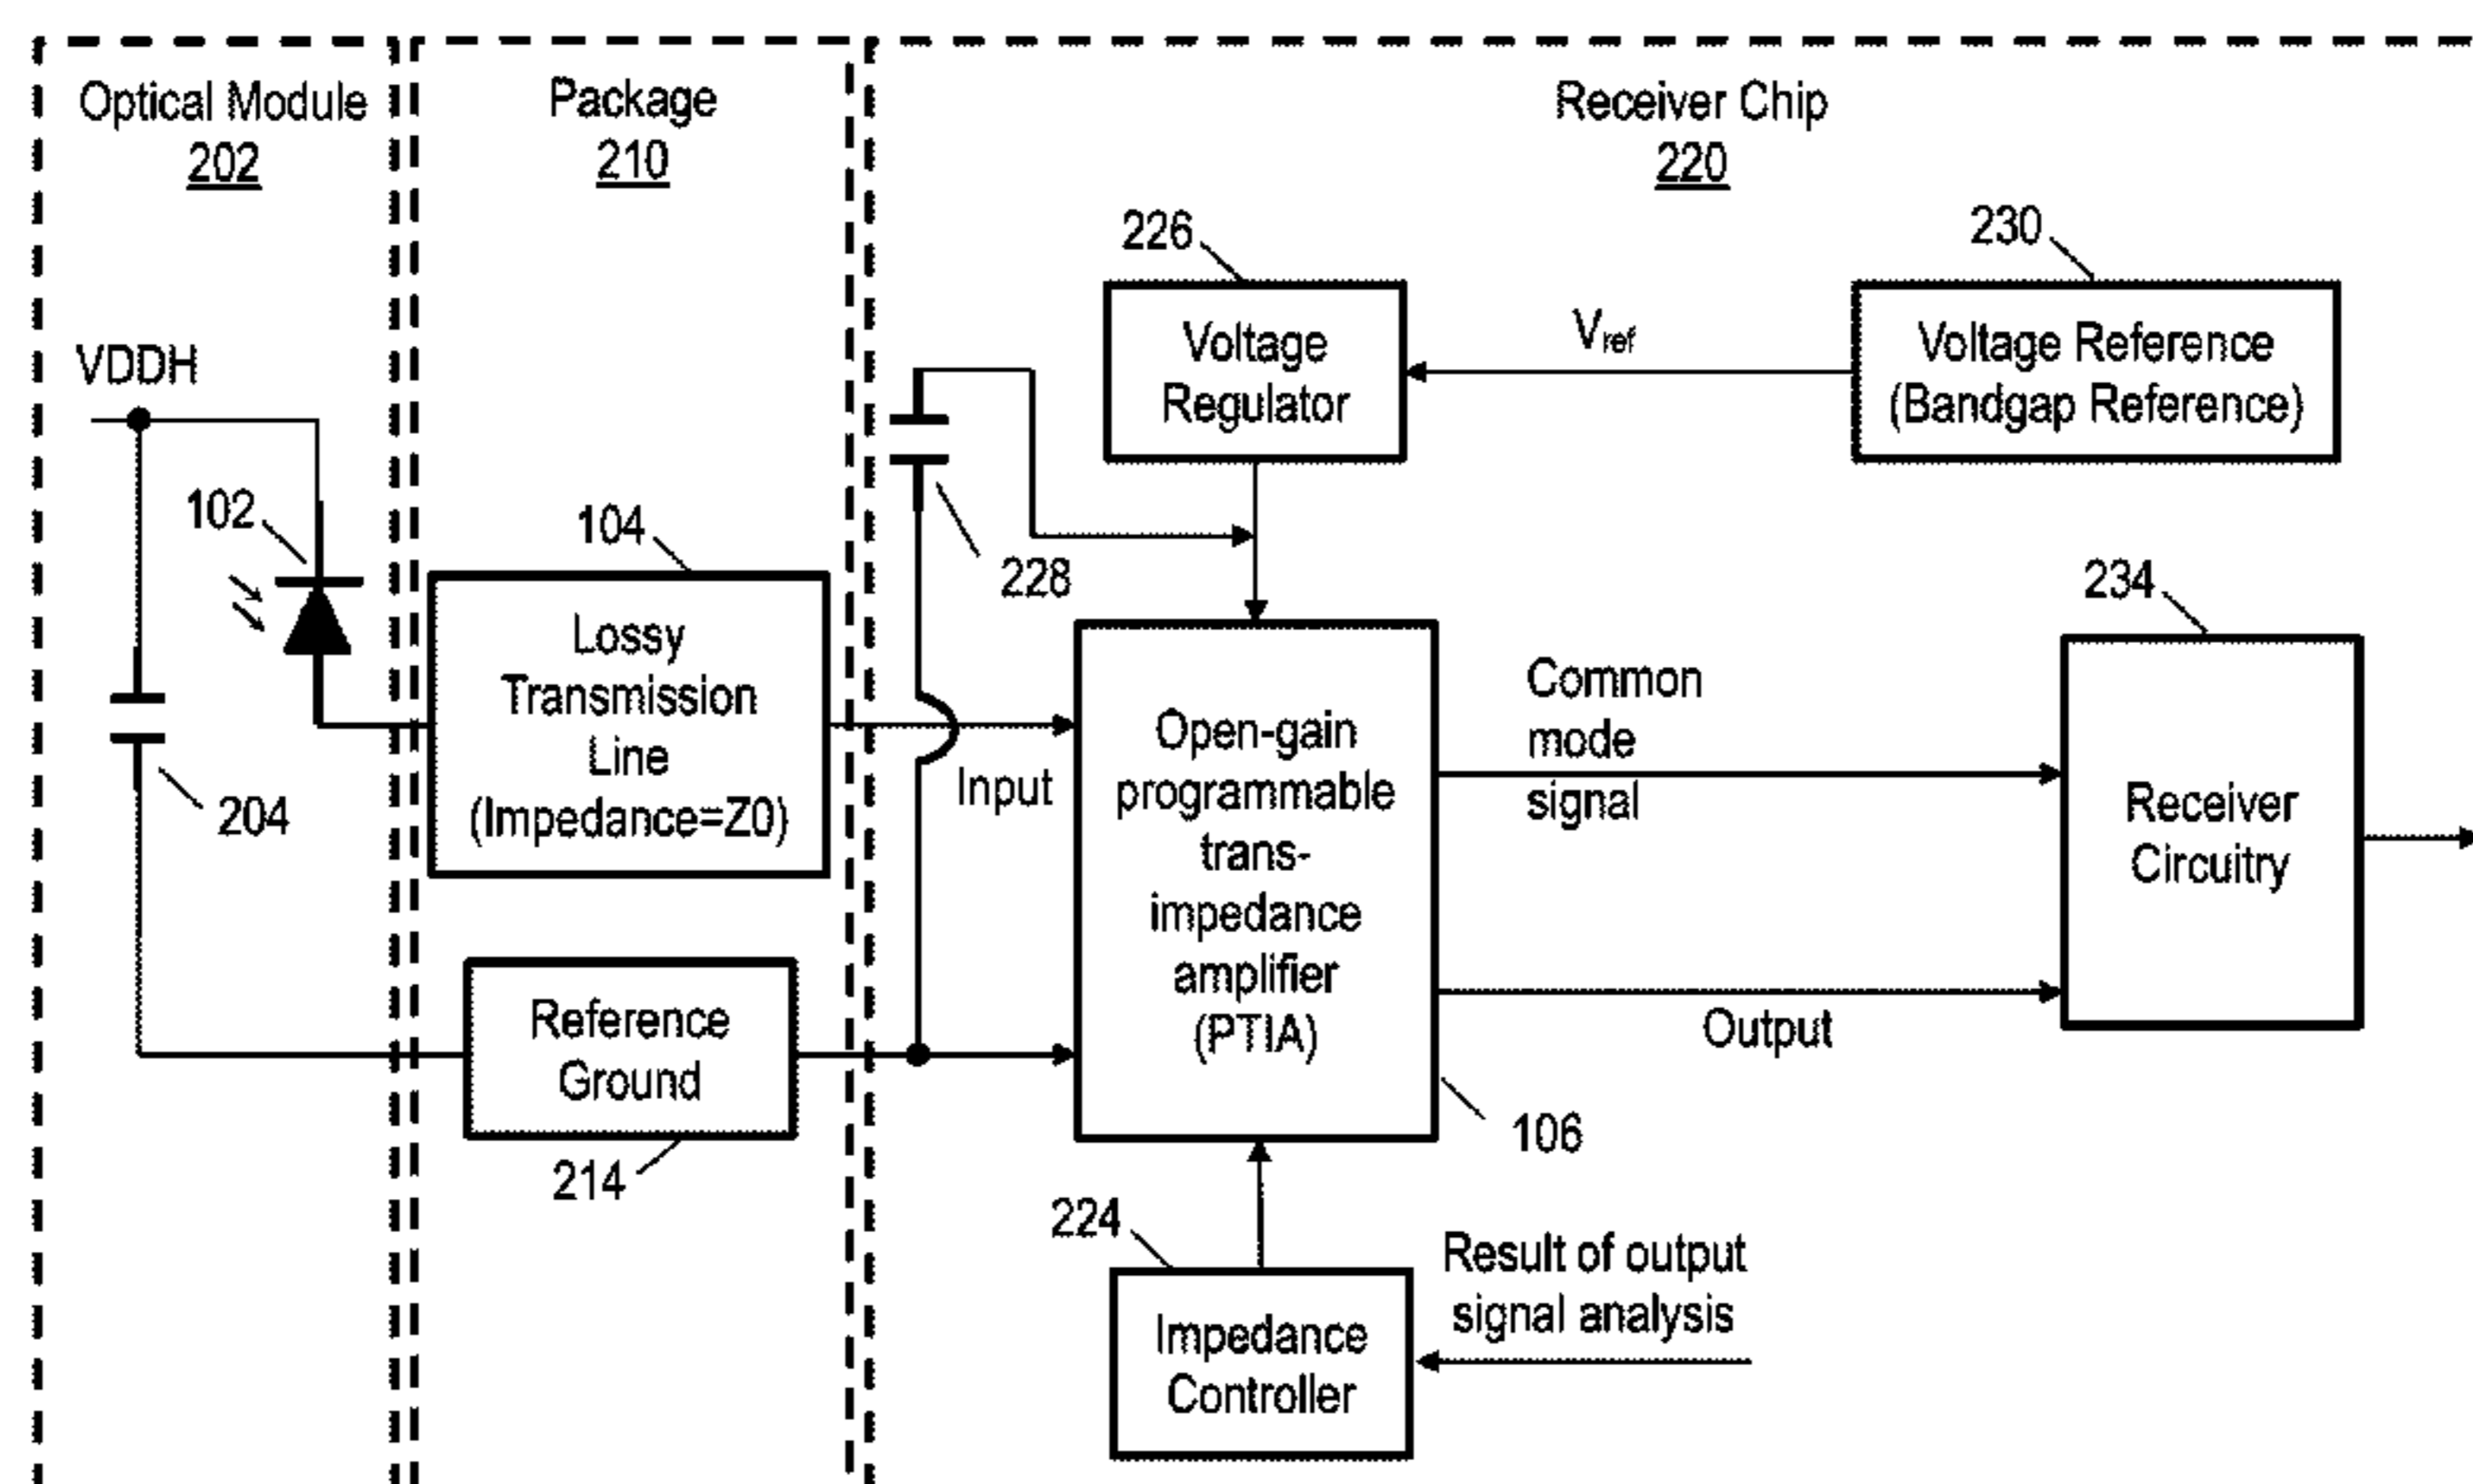 Optical Module
202
Package
210
Receiver Chip
220
226
230
Voltage
Regulator
V_ref
Voltage Reference
(Bandgap Reference)
VDDH
102
104
228
234
Lossy
Transmission
Line
(Impedance=Z0)
204
Input
Open-gain
programmable
trans-
impedance
amplifier
(PTIA)
Common
mode
signal
Receiver
Circuitry
Output
Reference
Ground
214
106
224
Impedance
Controller
Result of output
signal analysis